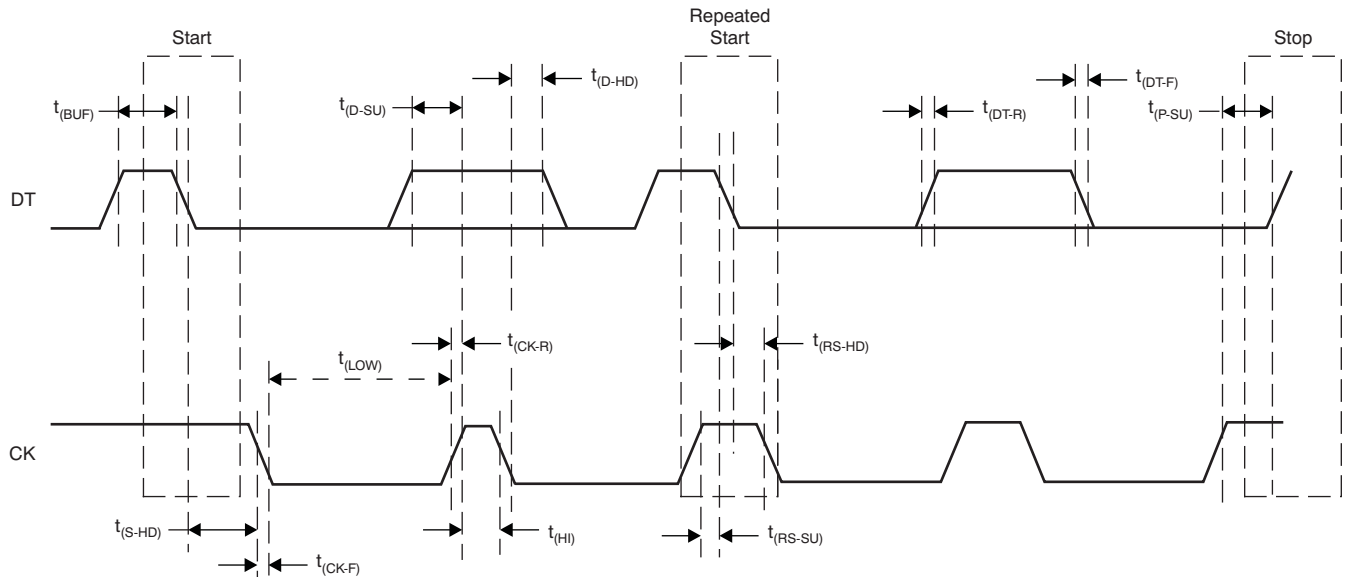 Repeated
Start
Start
Stop
t(D-HD)
t(DT-F)
t(BUF)
t(D-SU)
t(DT-R)
t(P-SU)
DT
t(CK-R)
t(RS-HD)
t(LOW)
CK
t(S-HD)
t(HI)
t(RS-SU)
t(CK-F)